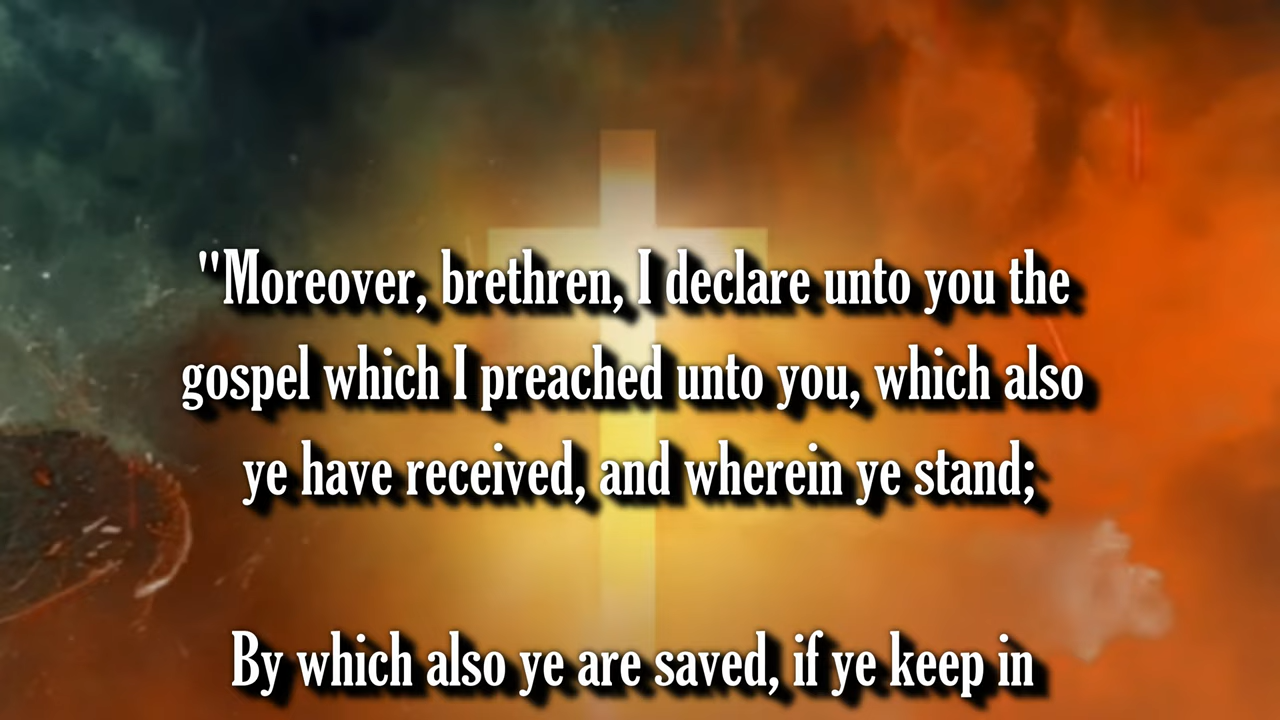 "Moreover, brethren, I declare unto you the
gospel which I preached unto you, which also
ye have received, and wherein ye stand;
By which also ye are saved, if ye keep in